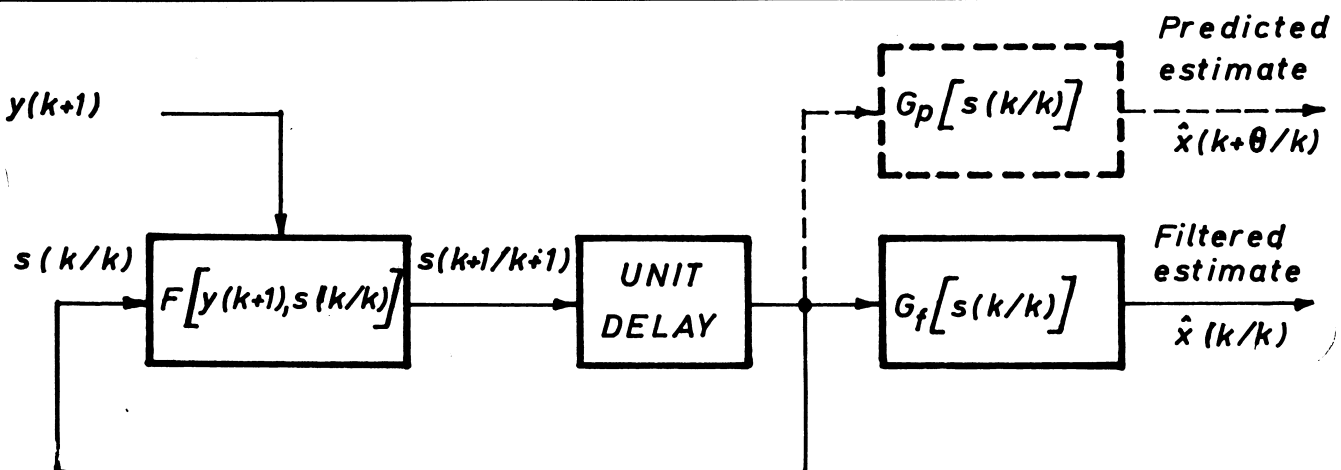 Predicted
estimate
y(k+1)
Gp[s(k/k)]
x̂(k+θ/k)
s(k/k)
F[y(k+1),s(k/k)]
s(k+1/k+1)
UNIT
DELAY
Gf[s(k/k)]
Filtered
estimate
x̂(k/k)